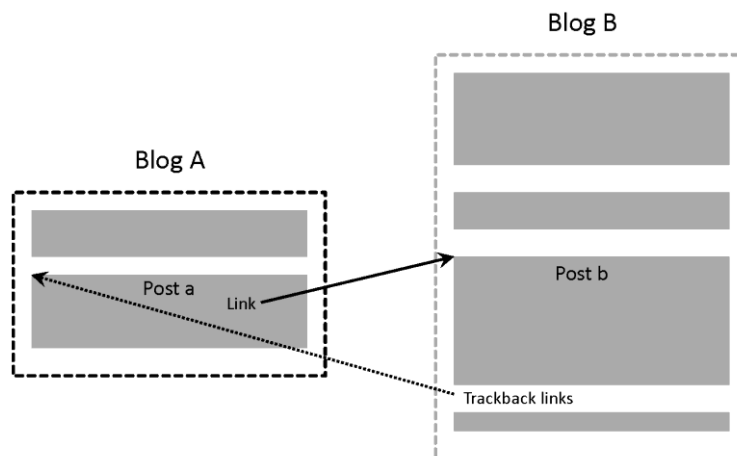 Blog B
Blog A
Post a
Link
Post b
Trackback links